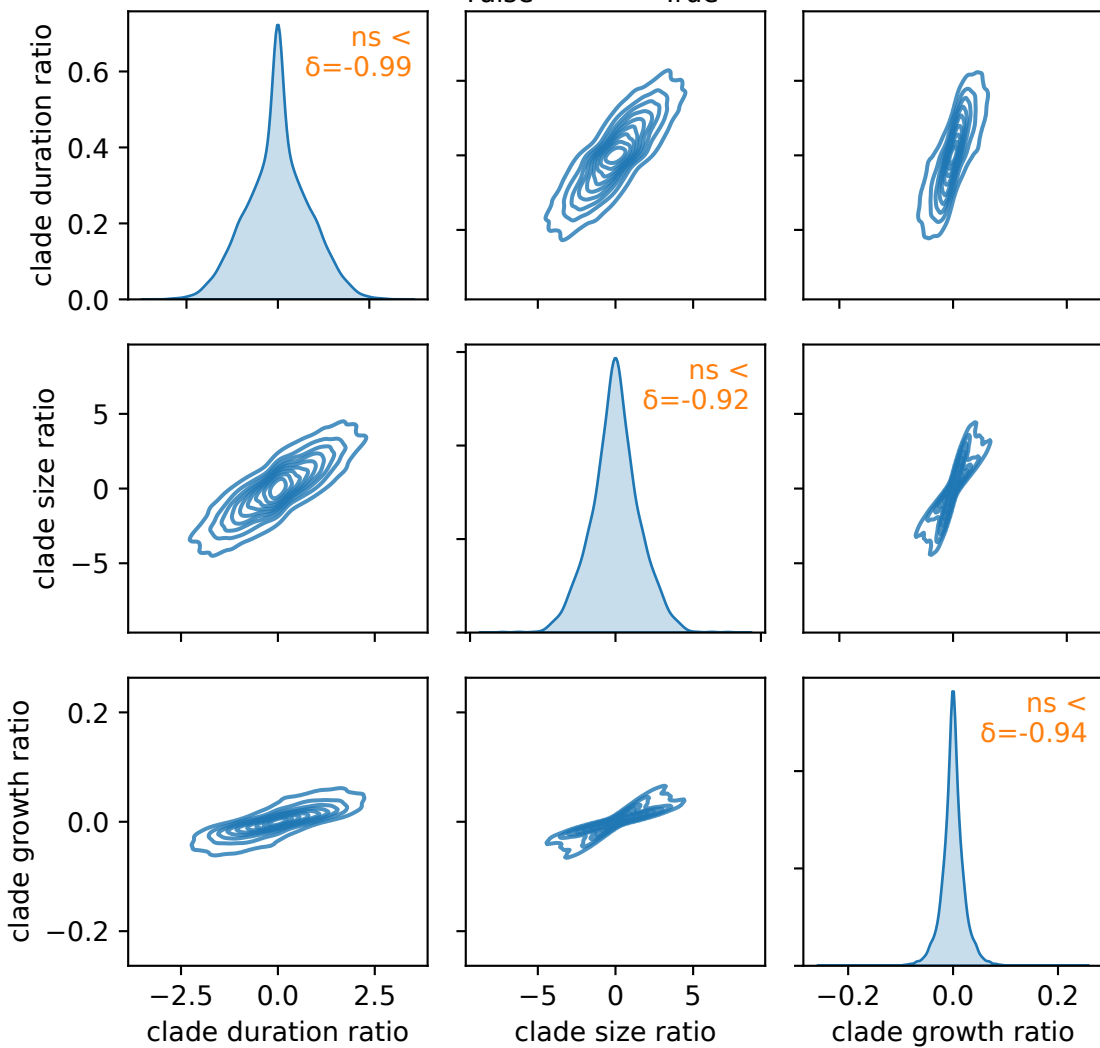 clade duration ratio
0.6
0.4
0.2
0.0
ns <
δ=-0.99
clade size ratio
5
0
−5
ns <
δ=-0.92
clade growth ratio
0.2
0.0
−0.2
ns <
δ=-0.94
−2.5 0.0 2.5
−5 0 5
−0.2 0.0 0.2
clade duration ratio
clade size ratio
clade growth ratio